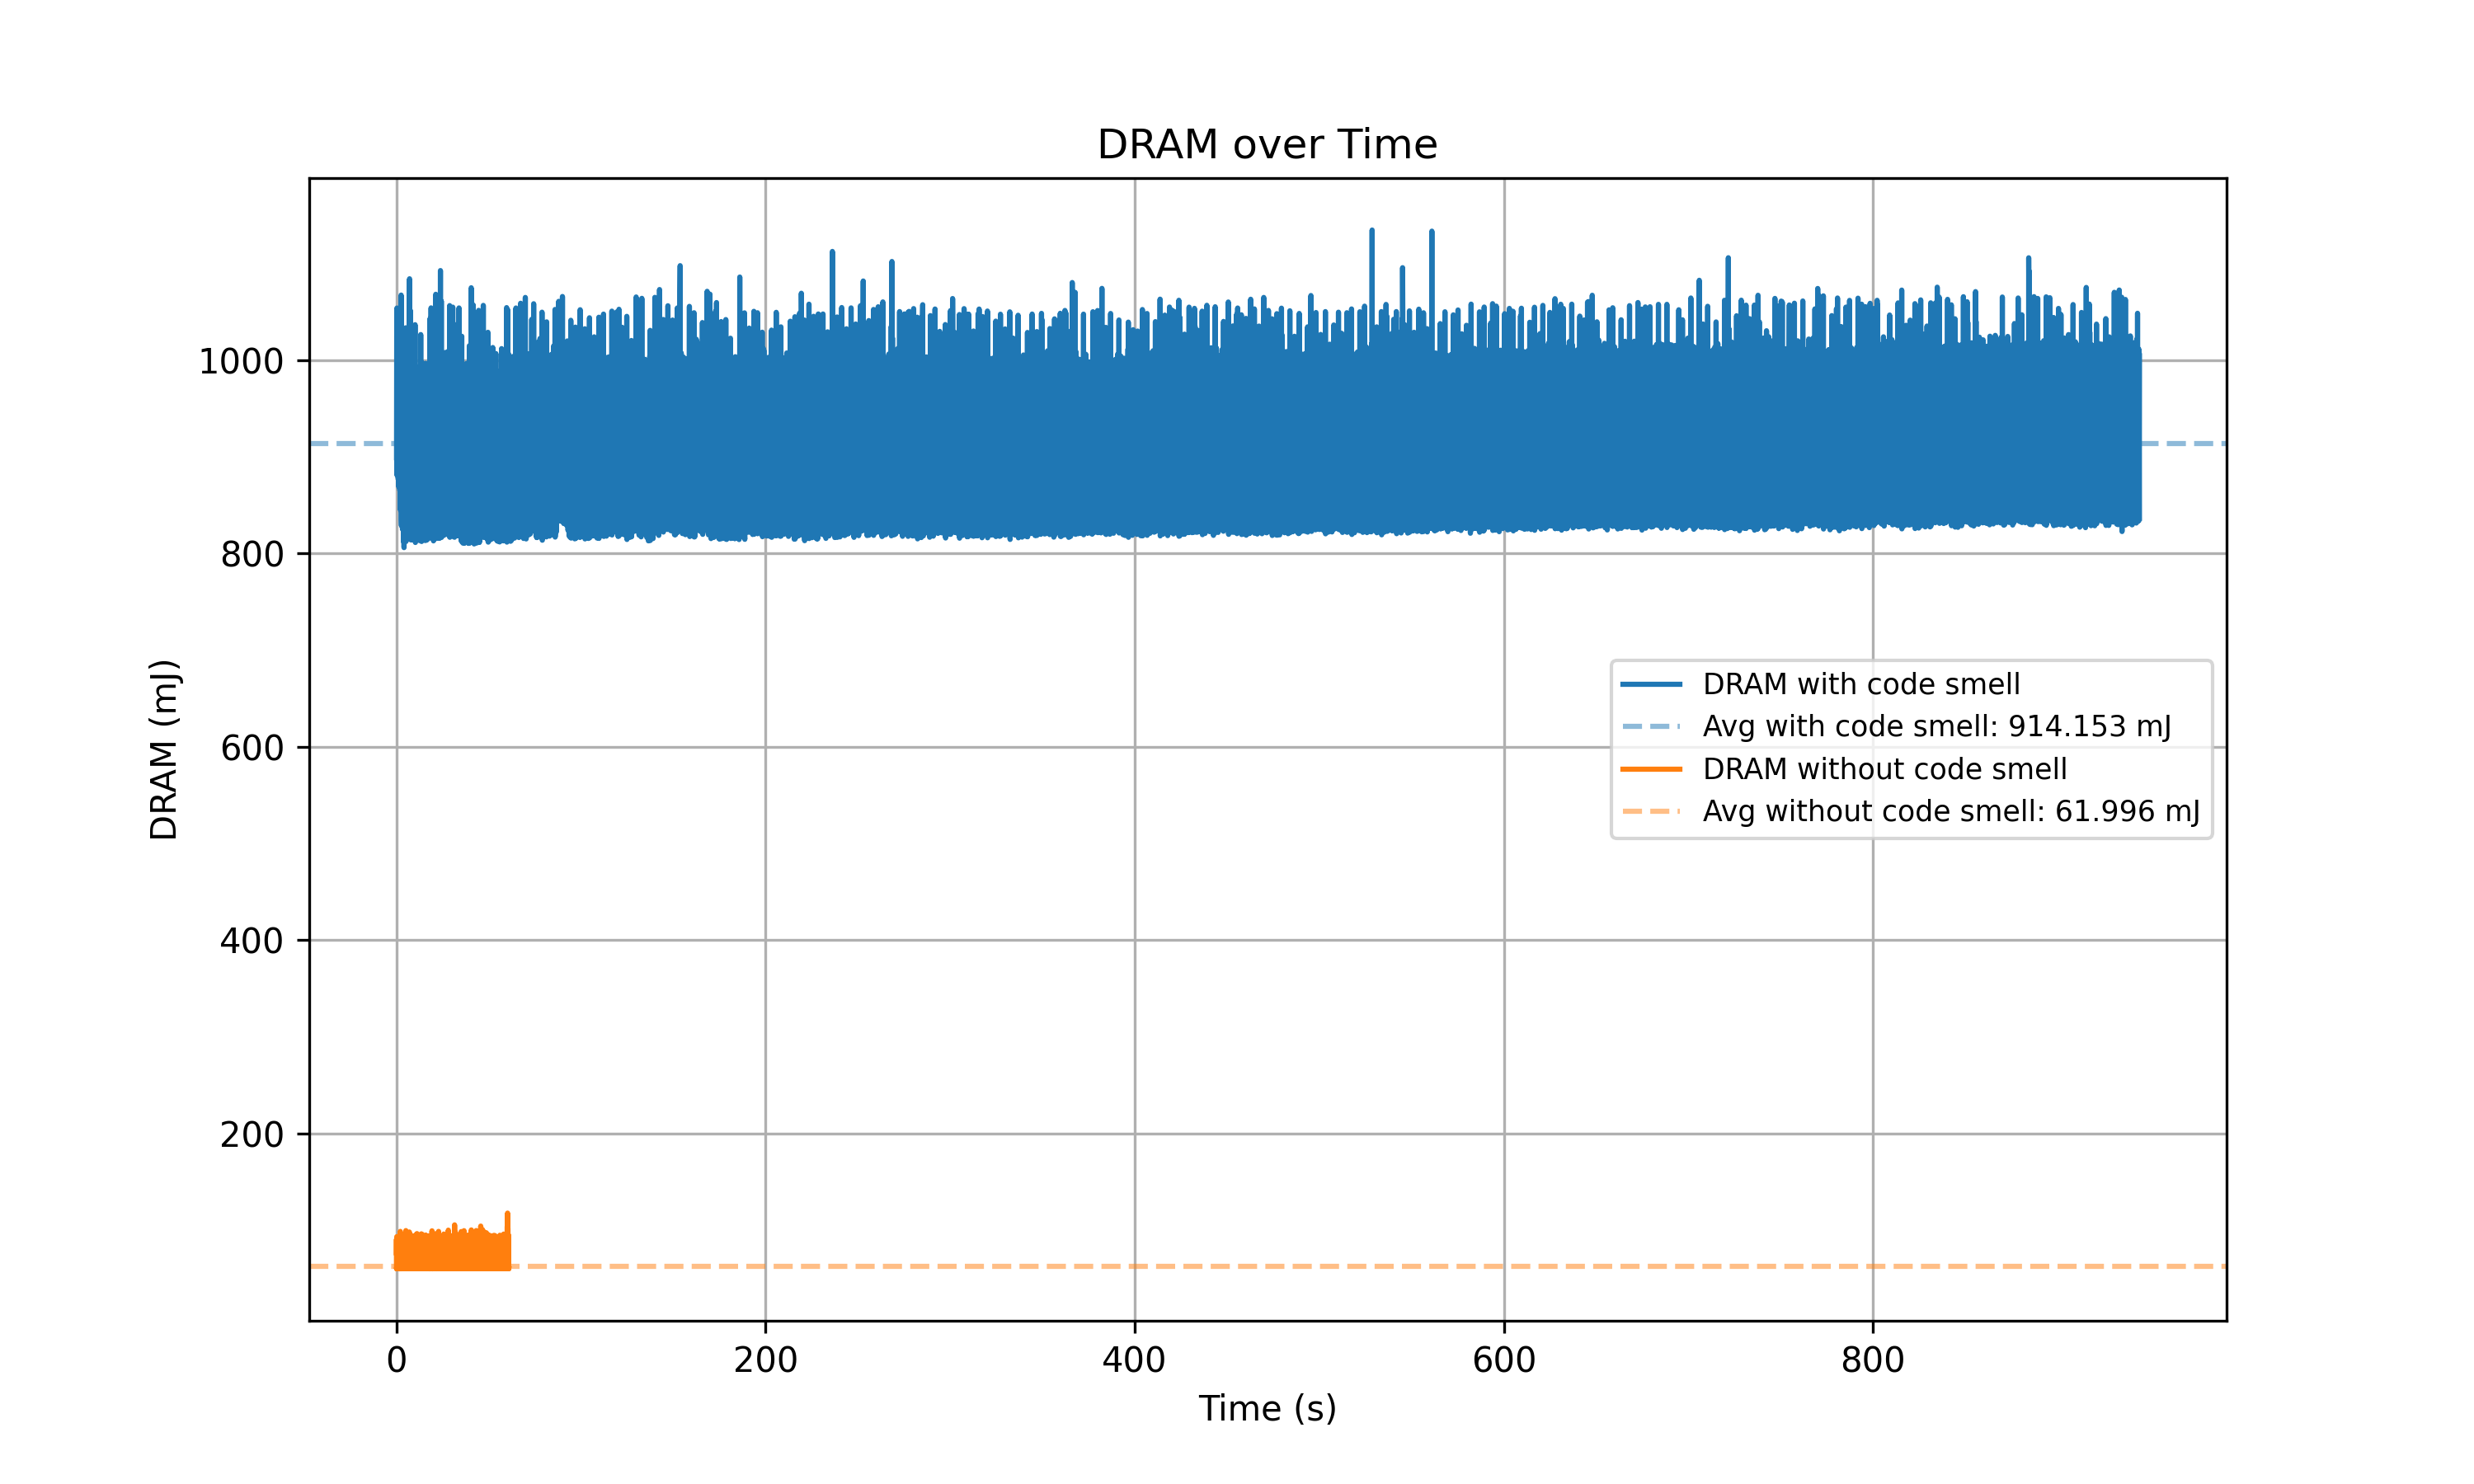 DRAM over Time
DRAM (mJ)
1000
800
600
400
200
DRAM with code smell
Avg with code smell: 914.153 mJ
DRAM without code smell
Avg without code smell: 61.996 mJ
0 200 400 600 800
Time (s)